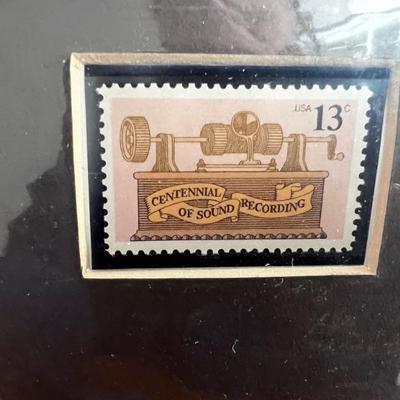 USA 13c
CENTENNIAL
OF SOUND RECORDING